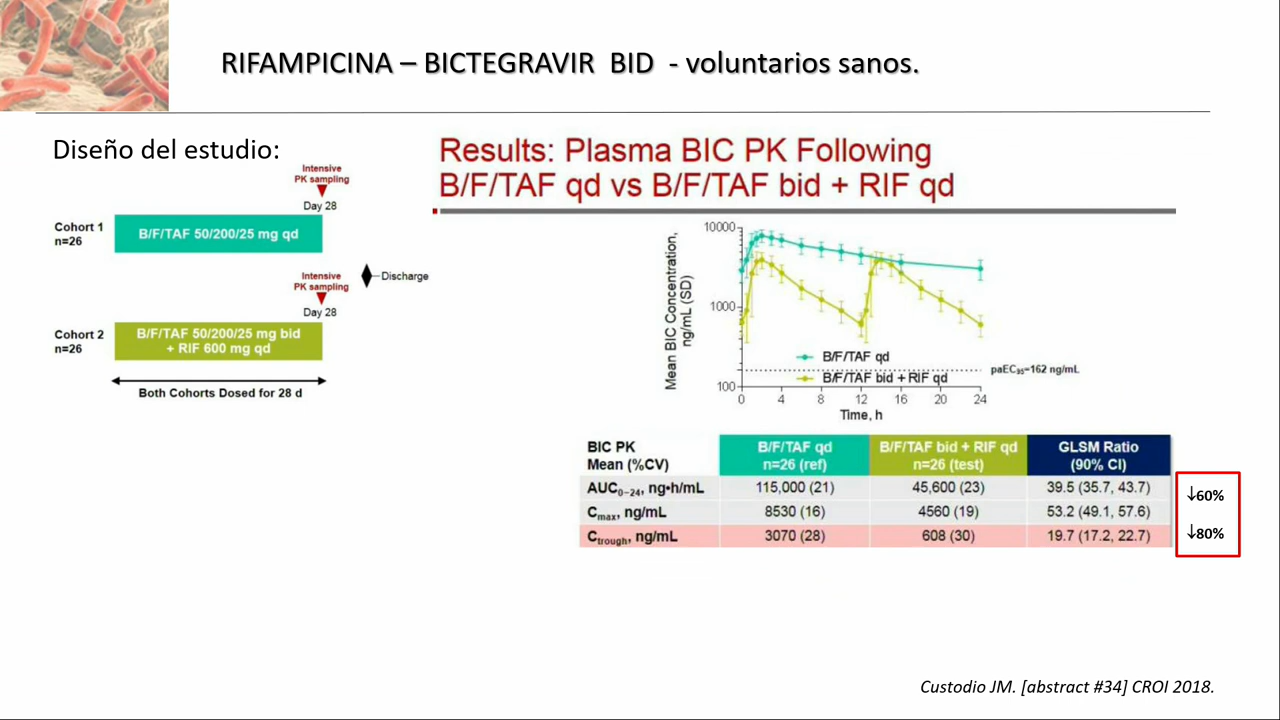 RIFAMPICINA – BICTEGRAVIR BID - voluntarios sanos.
Diseño del estudio:
Intensive
PK sampling
Day 28
Cohort 1
n=26
B/F/TAF 50/200/25 mg qd
Intensive
PK sampling
Discharge
Day 28
Cohort 2
n=26
B/F/TAF 50/200/25 mg bid
+ RIF 600 mg qd
Both Cohorts Dosed for 28 d
Results: Plasma BIC PK Following
B/F/TAF qd vs B/F/TAF bid + RIF qd
Mean BIC Concentration,
ng/mL (SD)
10000
1000
100
B/F/TAF qd
B/F/TAF bid + RIF qd
paEC₉₅=162 ng/mL
0 4 8 12 16 20 24
Time, h
BIC PK
Mean (%CV)
B/F/TAF qd
n=26 (ref)
B/F/TAF bid + RIF qd
n=26 (test)
GLSM Ratio
(90% CI)
AUC₀₋₂₄, ng•h/mL 115,000 (21) 45,600 (23) 39.5 (35.7, 43.7)
Cmax, ng/mL 8530 (16) 4560 (19) 53.2 (49.1, 57.6)
Ctrough, ng/mL 3070 (28) 608 (30) 19.7 (17.2, 22.7)
↓60%
↓80%
Custodio JM. [abstract #34] CROI 2018.